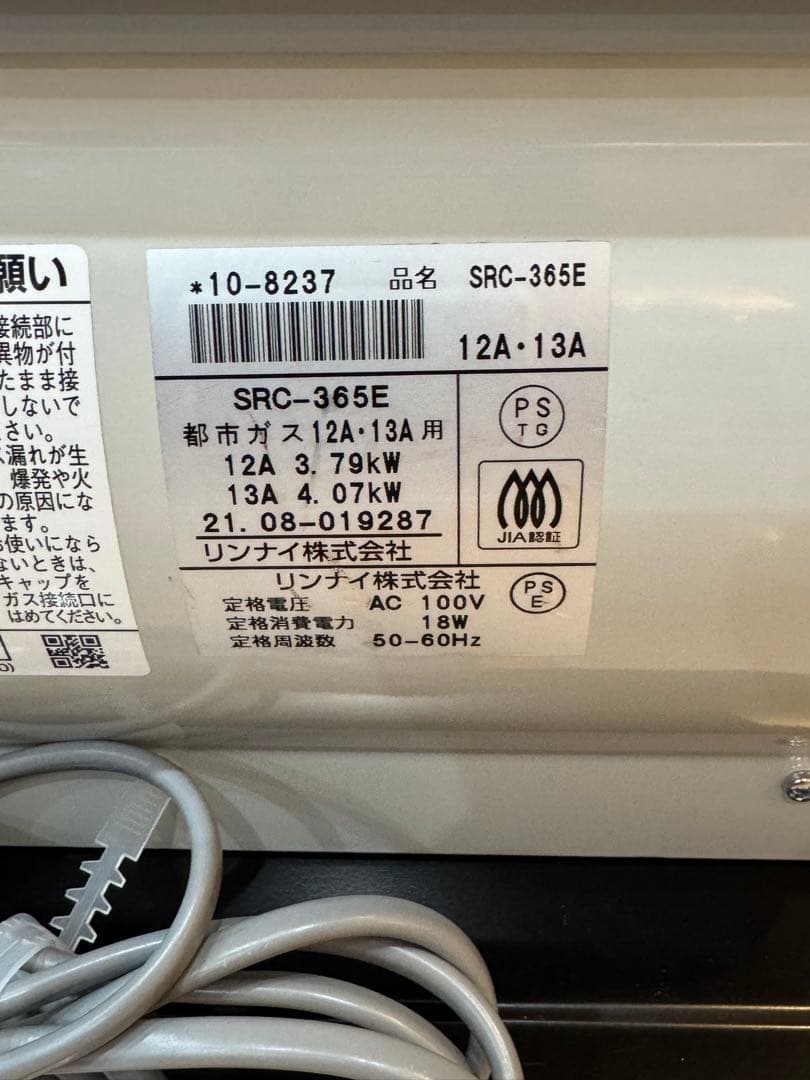 願い
接続部に
異物が付
たまま接
しないで
さい。
ス漏れが生
爆発や火
の原因にな
ます。
お使いになら
ないときは、
キャップを
ガス接続口に
はめてください。
*10-8237 品名 SRC-365E
12A・13A
SRC-365E
都市ガス12A・13A用
12A 3.79kW
13A 4.07kW
21.08-019287
リンナイ株式会社
PS
TG
JIA認証
リンナイ株式会社
定格電圧 AC 100V
定格消費電力 18W
定格周波数 50-60Hz
PS
E